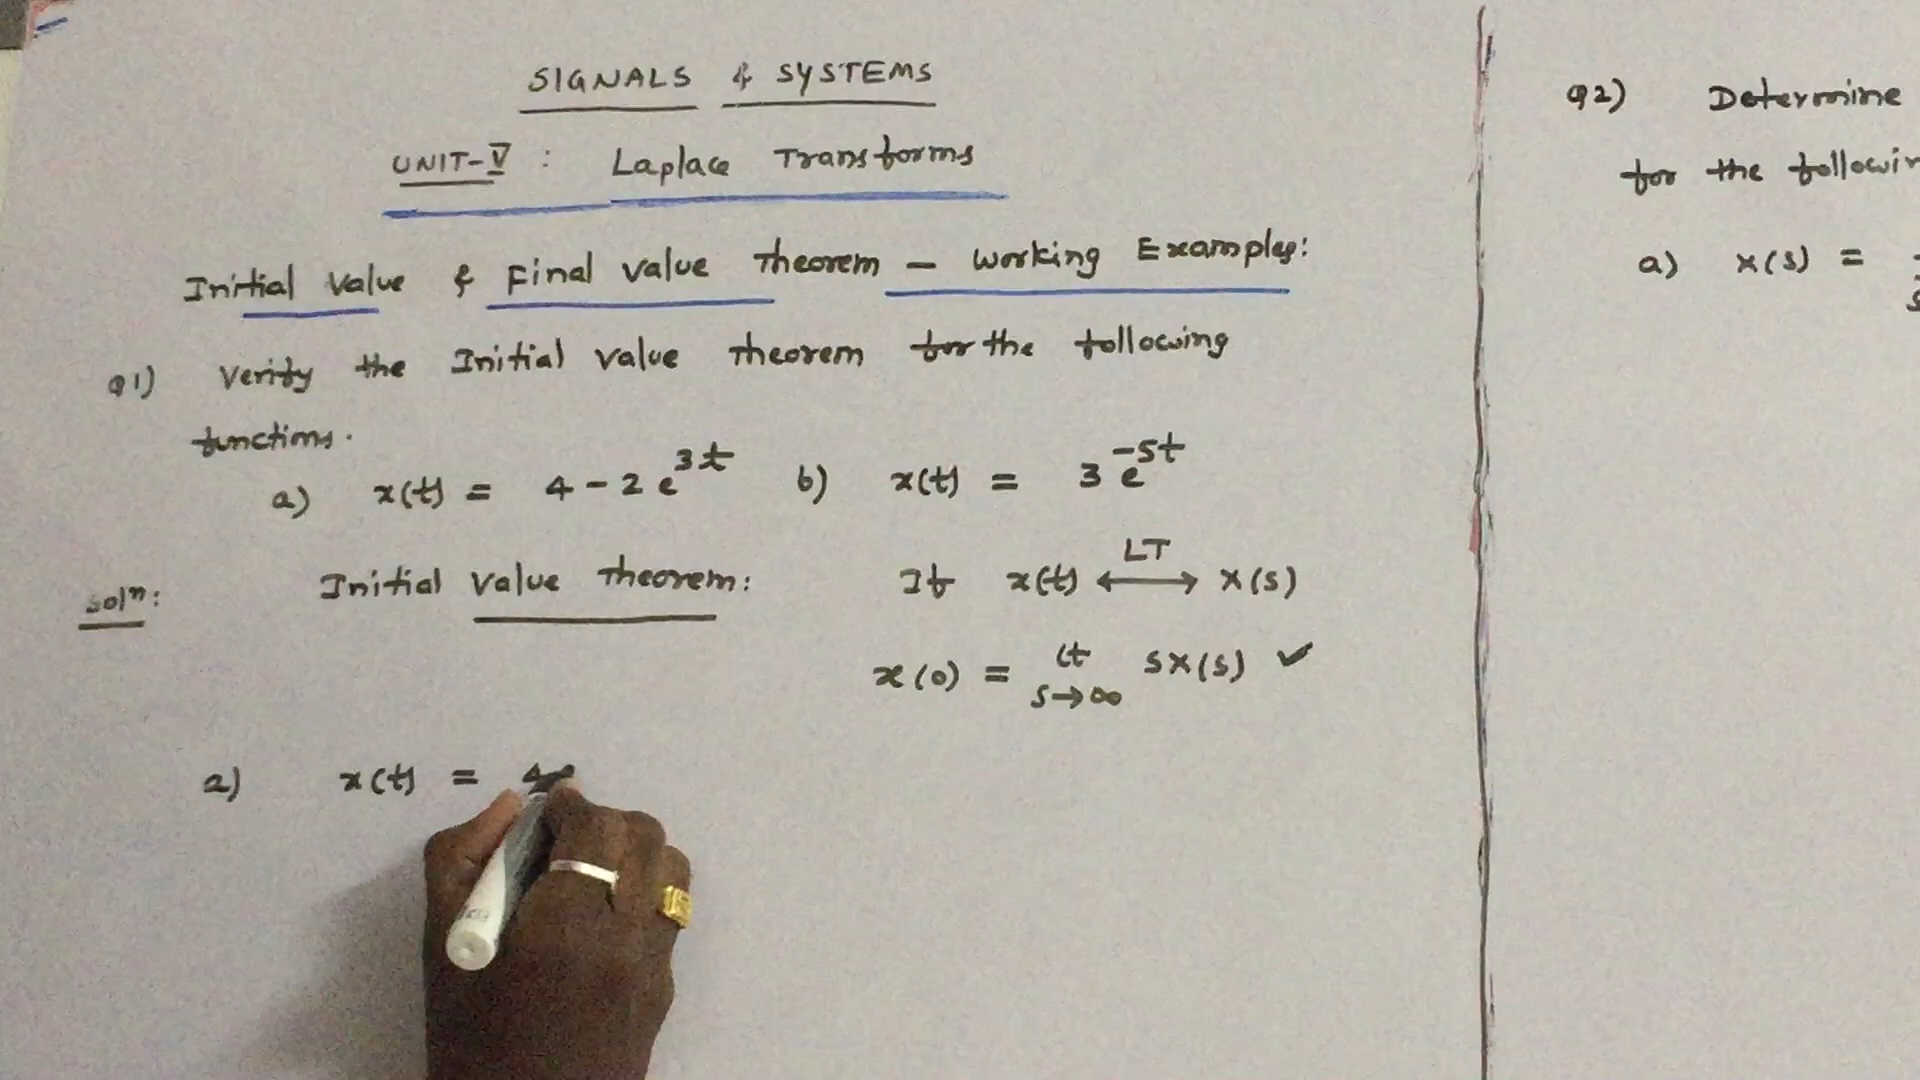 SIGNALS & SYSTEMS
UNIT-V : Laplace Transforms
Initial Value & Final Value Theorem - Working Examples:
Q1) Verify the Initial Value Theorem for the following
functions.
a) x(t) = 4 - 2 e^{3t} b) x(t) = 3 e^{-5t}
Soln: Initial Value Theorem: If x(t) ←LT→ X(s)
x(0) = Lt s→∞ sX(s) ✓
a) x(t) = 4
Q2) Determine
for the
a) X(s) =